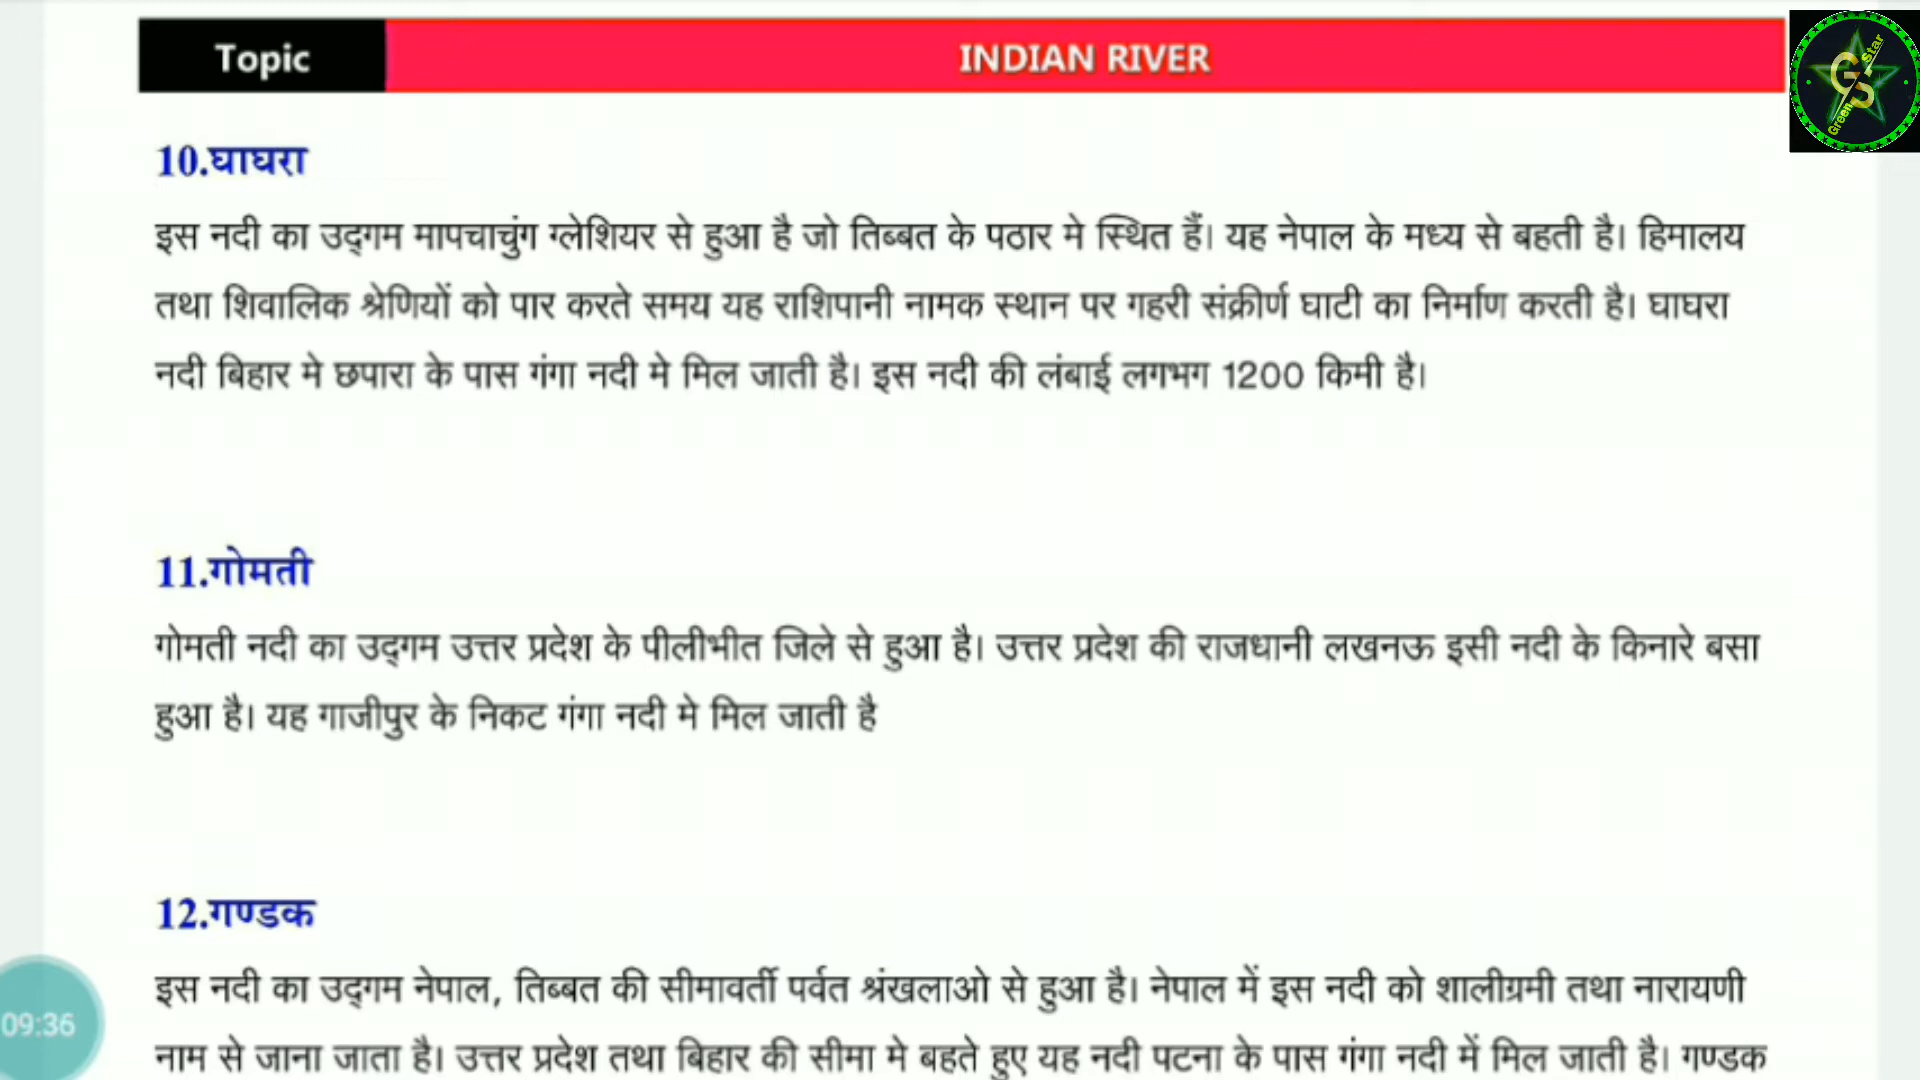 Topic
INDIAN RIVER
Green Star
GS
10.घाघरा
इस नदी का उद्गम मापचाचुंग ग्लेशियर से हुआ है जो तिब्बत के पठार मे स्थित हैं। यह नेपाल के मध्य से बहती है। हिमालय
तथा शिवालिक श्रेणियों को पार करते समय यह राशिपानी नामक स्थान पर गहरी संक्रीर्ण घाटी का निर्माण करती है। घाघरा
नदी बिहार मे छपारा के पास गंगा नदी मे मिल जाती है। इस नदी की लंबाई लगभग 1200 किमी है।
11.गोमती
गोमती नदी का उद्गम उत्तर प्रदेश के पीलीभीत जिले से हुआ है। उत्तर प्रदेश की राजधानी लखनऊ इसी नदी के किनारे बसा
हुआ है। यह गाजीपुर के निकट गंगा नदी मे मिल जाती है
12.गण्डक
इस नदी का उद्गम नेपाल, तिब्बत की सीमावर्ती पर्वत श्रंखलाओ से हुआ है। नेपाल में इस नदी को शालीग्रमी तथा नारायणी
09:36
नाम से जाना जाता है। उत्तर प्रदेश तथा बिहार की सीमा मे बहते हुए यह नदी पटना के पास गंगा नदी में मिल जाती है। गण्डक